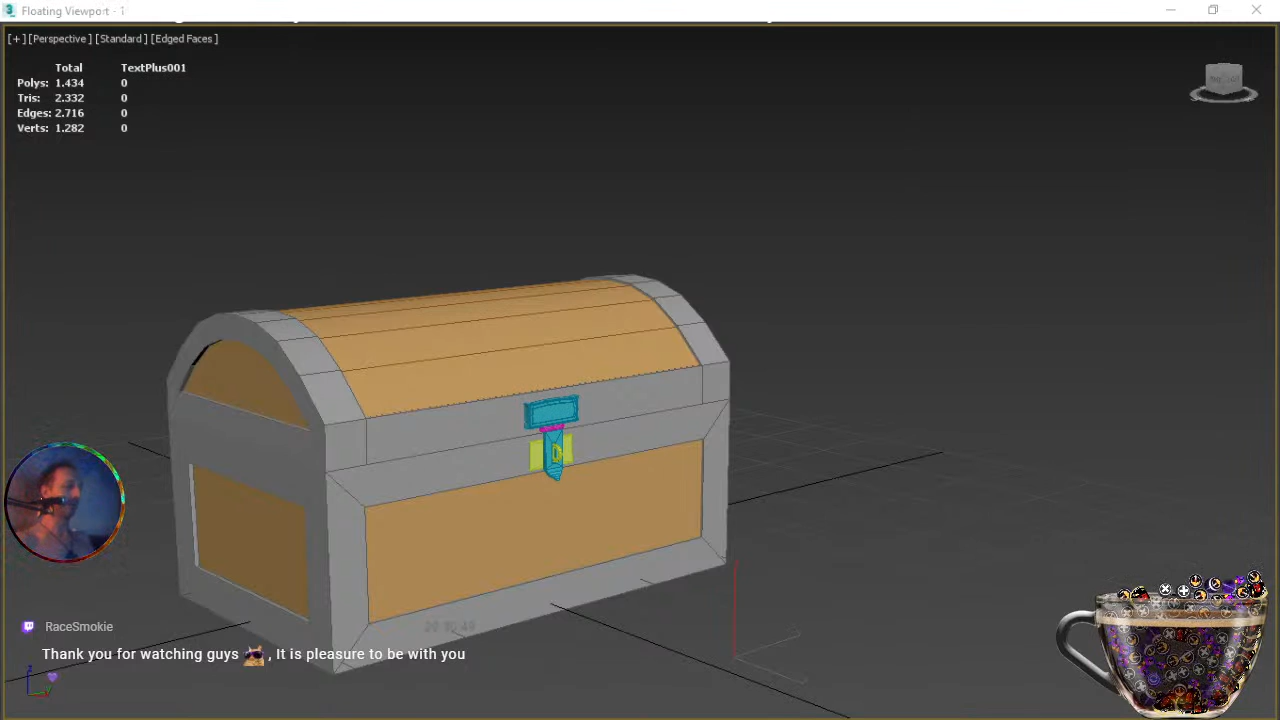 Floating Viewport - 1
[+] [Perspective] [Standard] [Edged Faces]
Total TextPlus001
Polys: 1.434 0
Tris: 2.332 0
Edges: 2.716 0
Verts: 1.282 0
RaceSmokie
Thank you for watching guys , It is pleasure to be with you